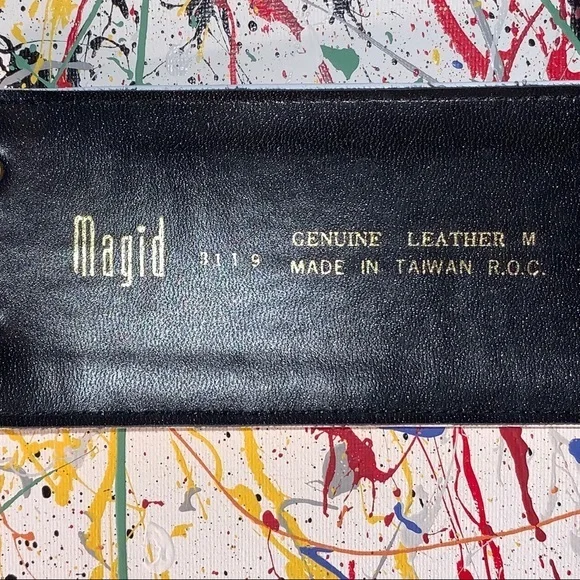 Magid
3119
GENUINE LEATHER M
MADE IN TAIWAN R.O.C.